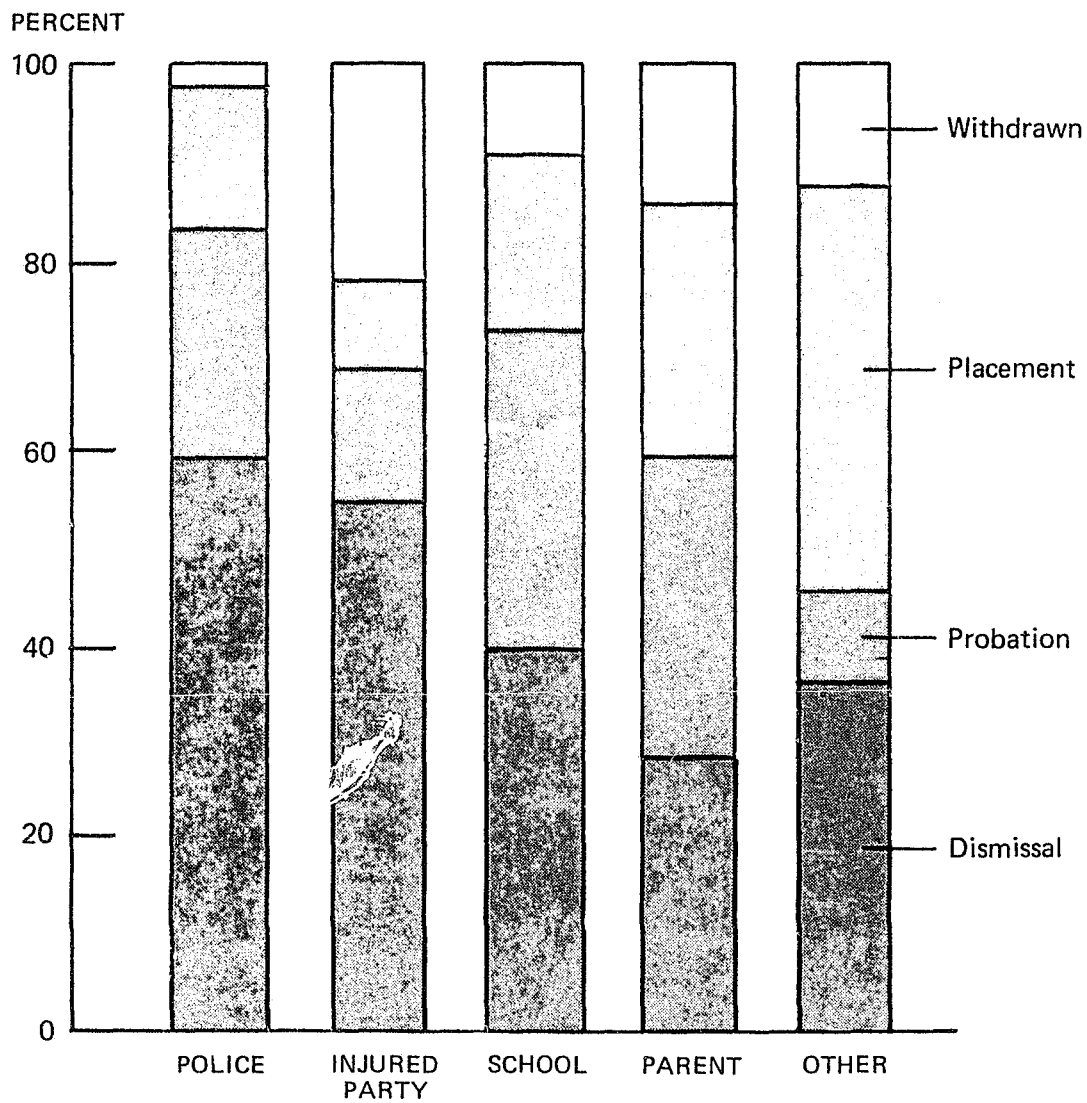 PERCENT
100
80
60
40
20
0
Withdrawn
Placement
Probation
Dismissal
POLICE
INJURED PARTY
SCHOOL
PARENT
OTHER